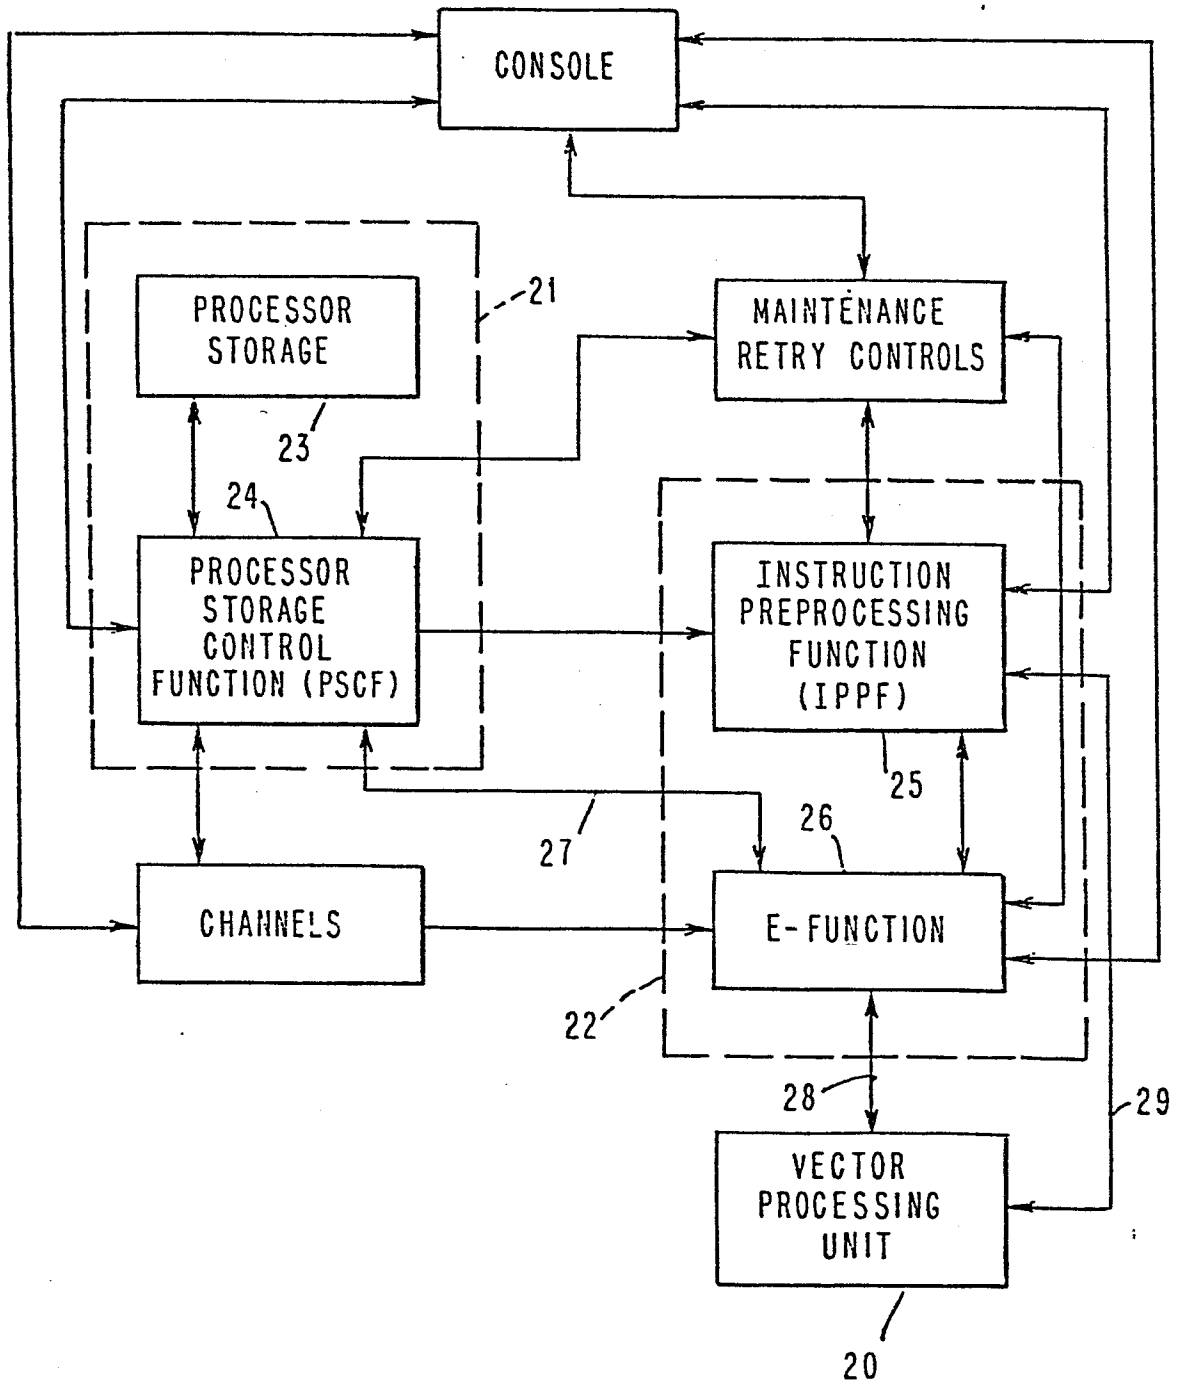 CONSOLE
PROCESSOR
STORAGE
23
21
MAINTENANCE
RETRY CONTROLS
24
PROCESSOR
STORAGE
CONTROL
FUNCTION (PSCF)
INSTRUCTION
PREPROCESSING
FUNCTION
(IPPF)
25
26
27
CHANNELS
E-FUNCTION
22
28
29
VECTOR
PROCESSING
UNIT
20